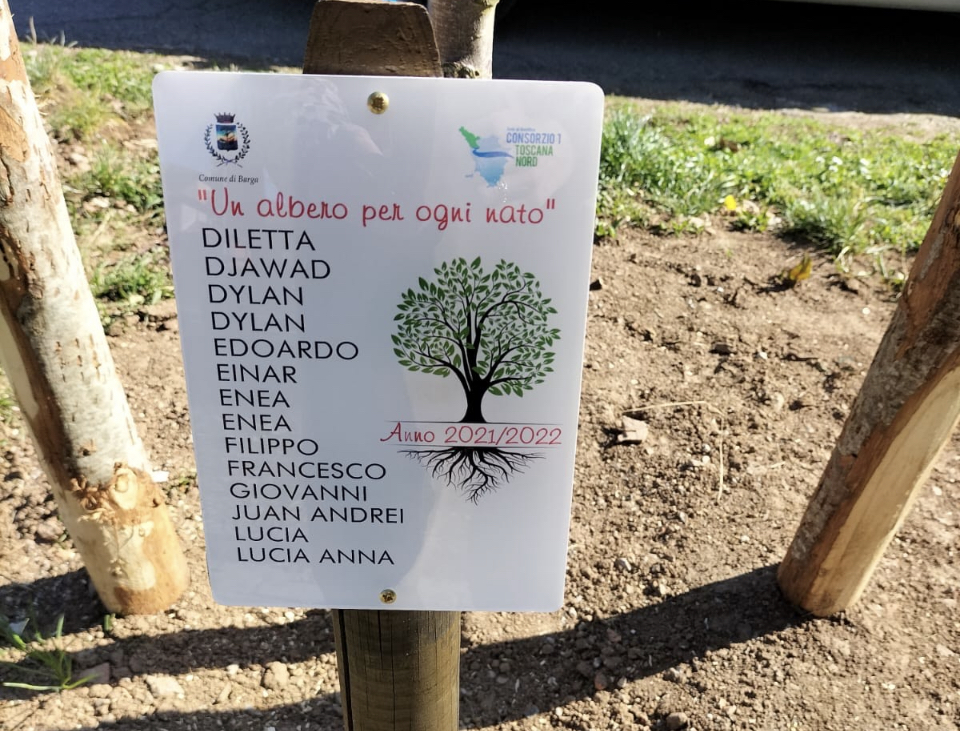 Comune di Barga
CONSORZIO 1
TOSCANA
NORD
"Un albero per ogni nato"
DILETTA
DJAWAD
DYLAN
DYLAN
EDOARDO
EINAR
ENEA
ENEA
FILIPPO
FRANCESCO
GIOVANNI
JUAN ANDREI
LUCIA
LUCIA ANNA
Anno 2021/2022